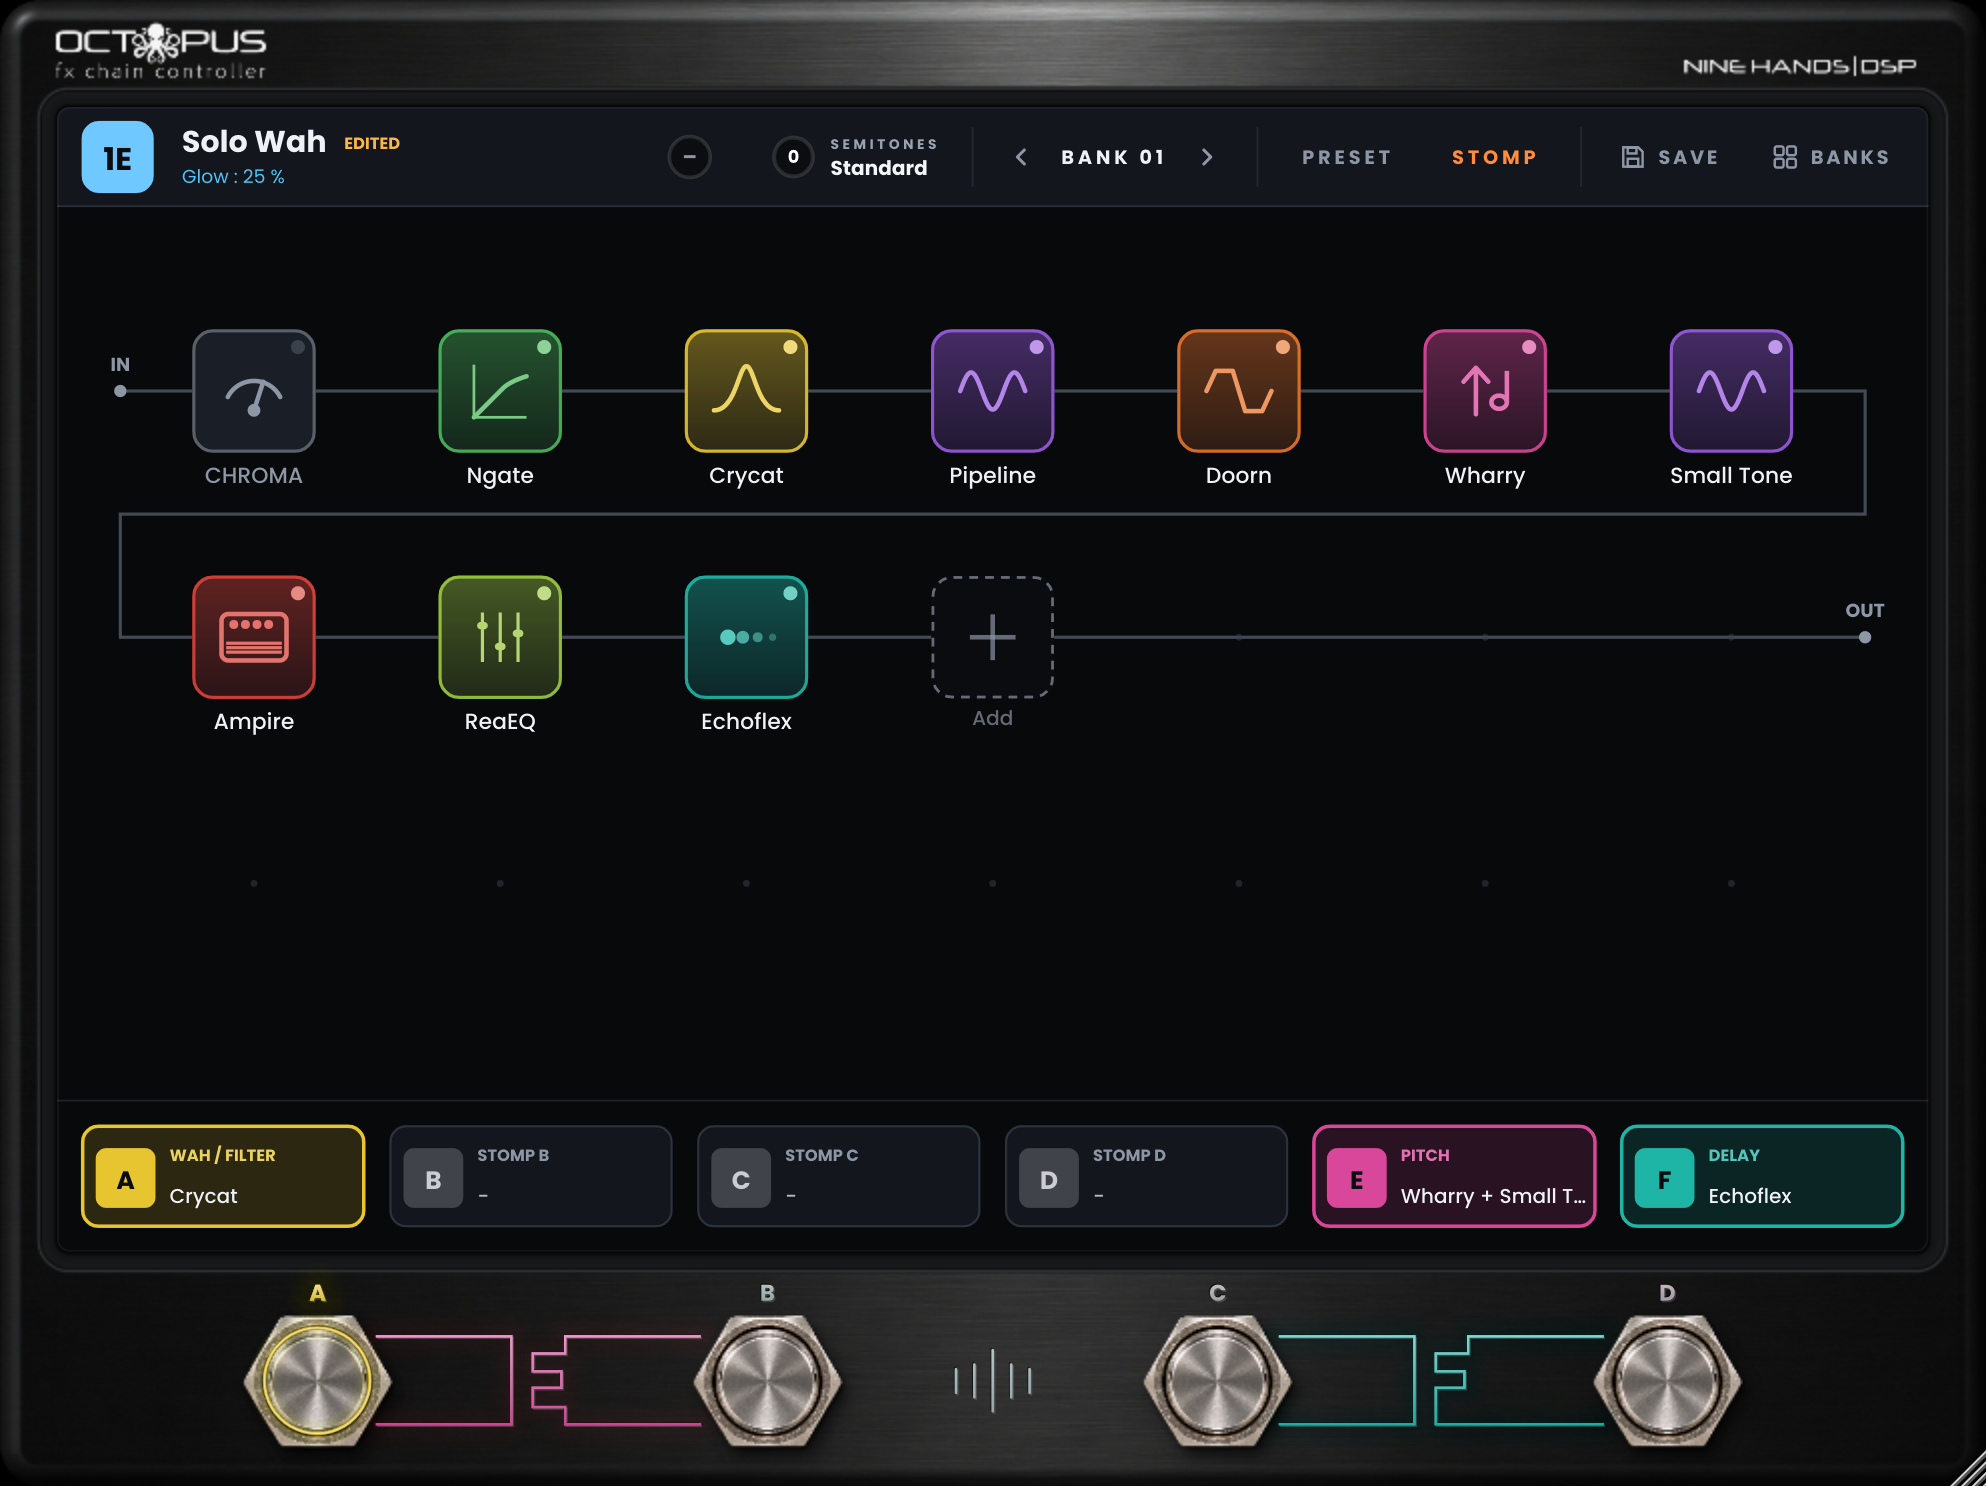 OCTOPUS
fx chain controller
NINE HANDS|DSP
1E
Solo Wah EDITED
Glow : 25 %
–
0
SEMITONES
Standard
BANK 01
PRESET
STOMP
SAVE
BANKS
IN
CHROMA
Ngate
Crycat
Pipeline
Doorn
Wharry
Small Tone
Ampire
ReaEQ
Echoflex
Add
OUT
A
WAH / FILTER
Crycat
B
STOMP B
–
C
STOMP C
–
D
STOMP D
–
E
PITCH
Wharry + Small T...
F
DELAY
Echoflex
A
B
C
D
E
F